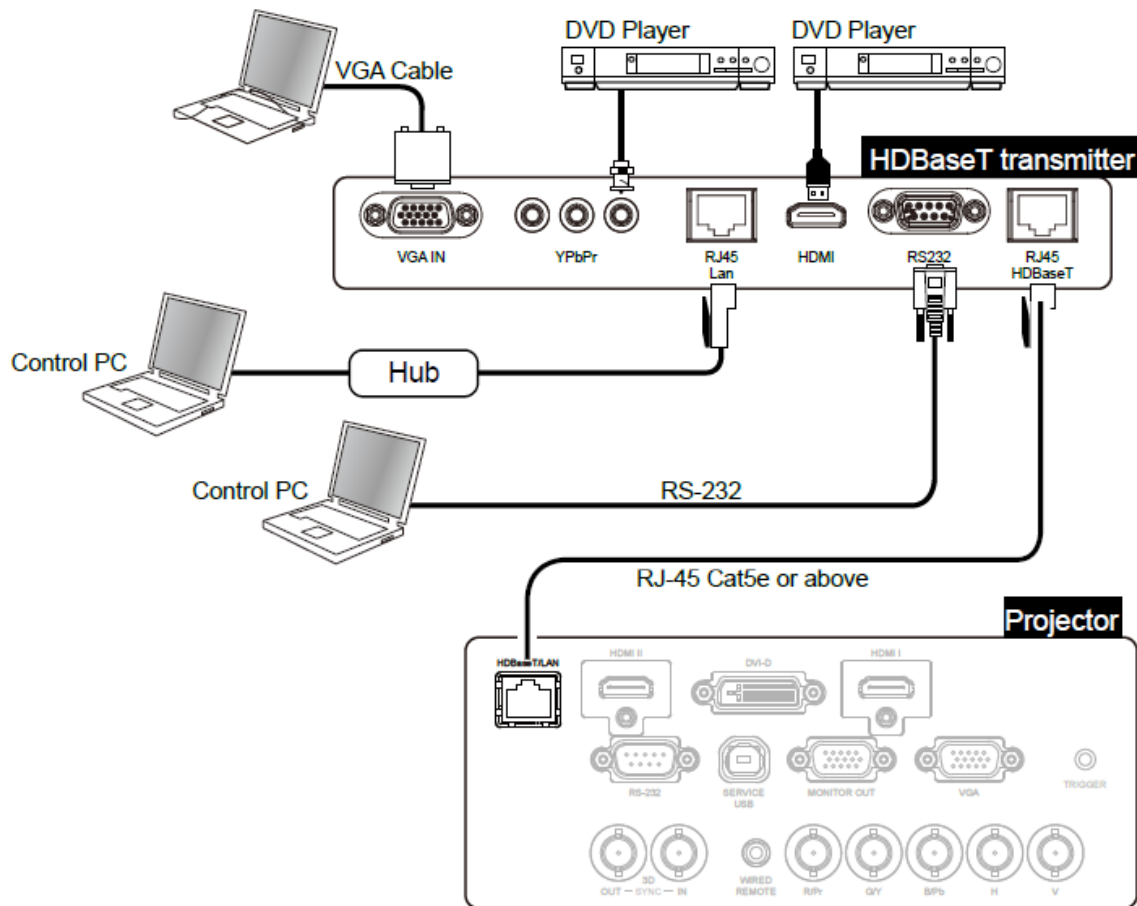 DVD Player
DVD Player
VGA Cable
HDBaseT transmitter
VGA IN
YPbPr
RJ45
Lan
HDMI
RS232
RJ45
HDBaseT
Control PC
Hub
Control PC
RS-232
RJ-45 Cat5e or above
Projector
HDBaseT/LAN
HDMI II
DVI-D
HDMI I
RS-232
SERVICE
USB
MONITOR OUT
VGA
TRIGGER
OUT
3D
SYNC
IN
WIRED
REMOTE
R/Pr
G/Y
B/Pb
H
V